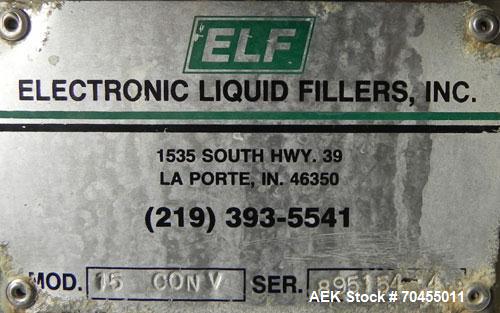 ELF
ELECTRONIC LIQUID FILLERS, INC.
1535 SOUTH HWY. 39
LA PORTE, IN. 46350
(219) 393-5541
MOD. 15 CONV SER.
AEK Stock # 70455011